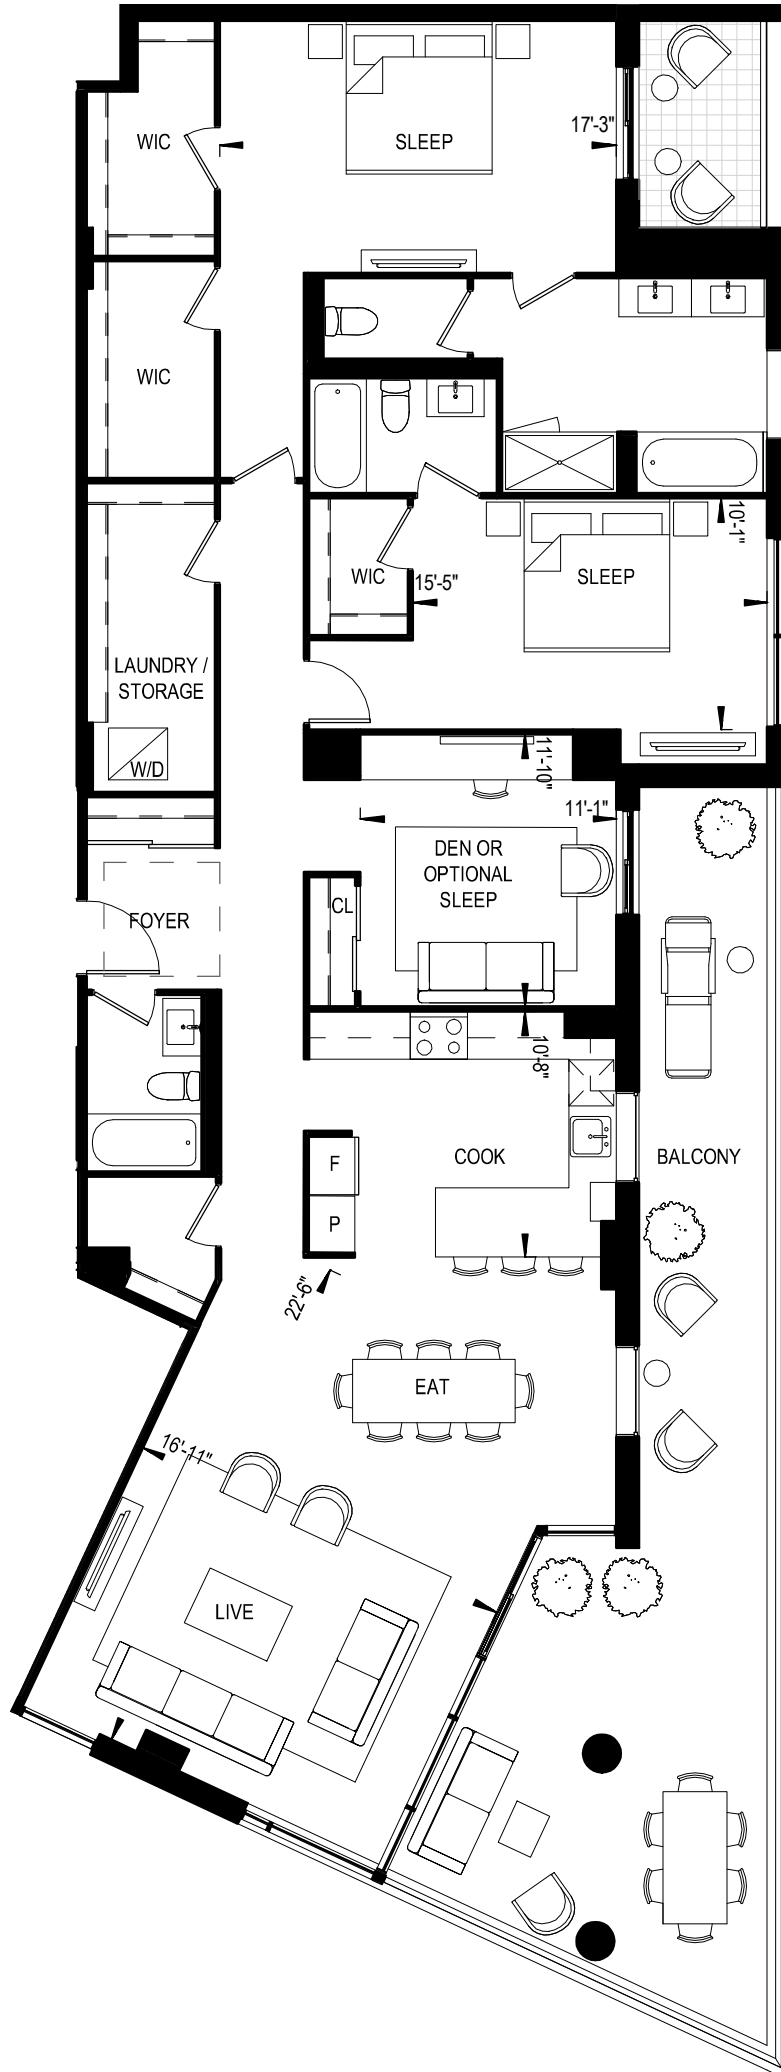 17'-3"
WIC
SLEEP
WIC
10'-1"
WIC
15'-5"
SLEEP
LAUNDRY /
STORAGE
W/D
11'-10"
11'-1"
DEN OR
OPTIONAL
SLEEP
CL
FOYER
10'-8"
COOK
BALCONY
F
P
22'-6"
EAT
16'-11"
LIVE